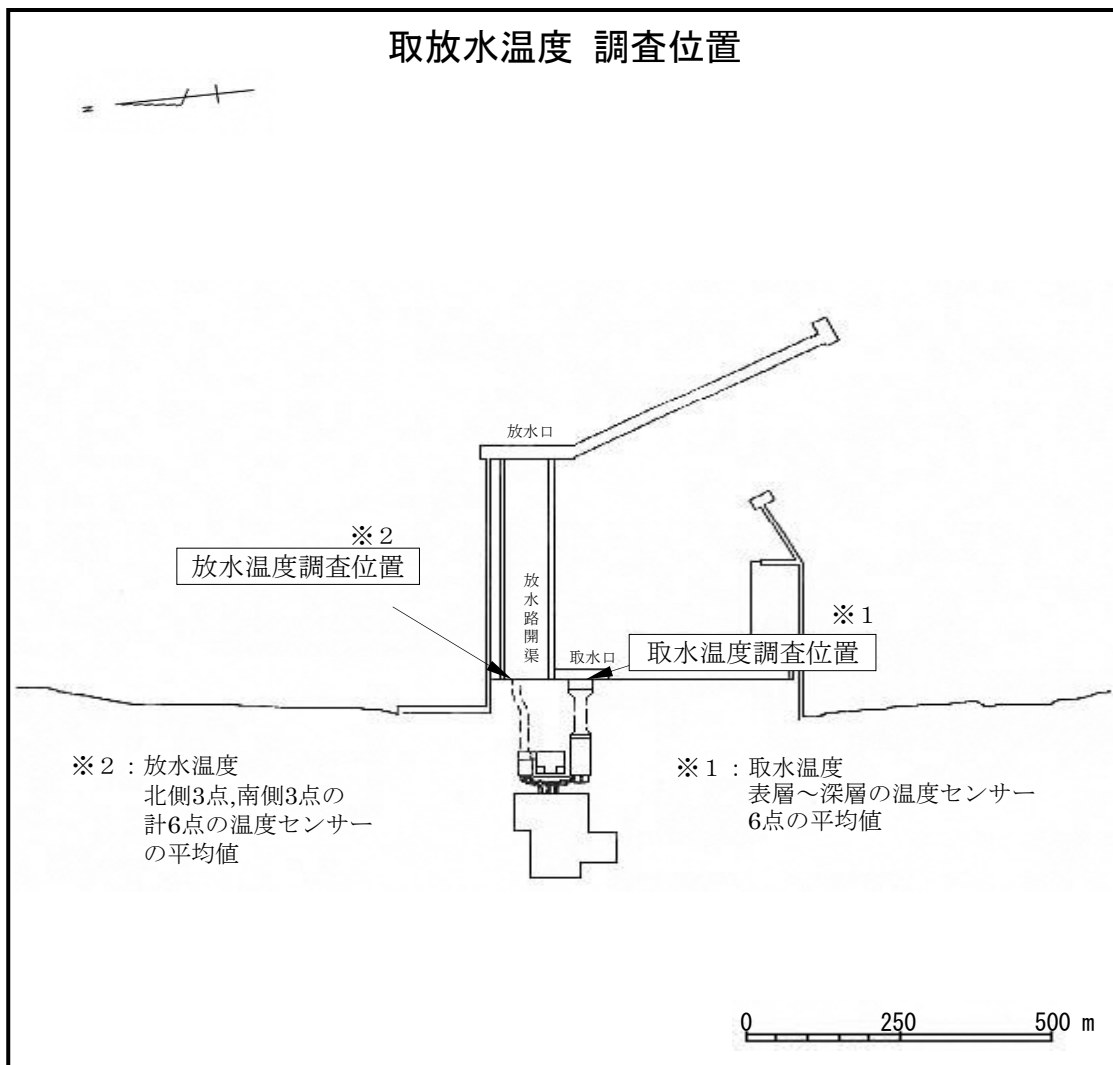 取放水温度 調査位置
N
放水口
※2
放水温度調査位置
放水路開渠
※1
取水口
取水温度調査位置
※2：放水温度
北側3点,南側3点の
計6点の温度センサー
の平均値
※1：取水温度
表層～深層の温度センサー
6点の平均値
0 250 500 m